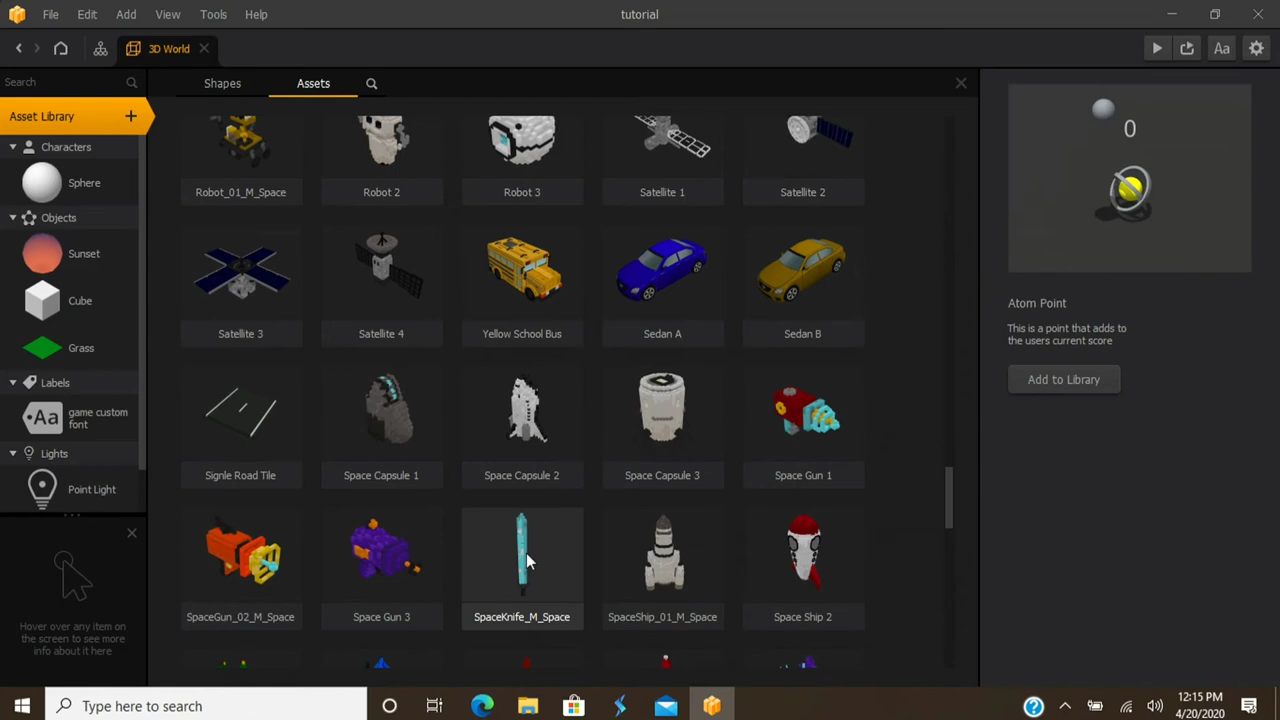 File Edit Add View Tools Help
tutorial
3D World
Aa
Search
Shapes Assets
Asset Library +
Characters
Sphere
Objects
Sunset
Cube
Grass
Labels
Aa game custom
font
Lights
Point Light
Hover over any item
on the screen to see more
info about it here
Robot_01_M_Space Robot 2 Robot 3 Satellite 1 Satellite 2
Satellite 3 Satellite 4 Yellow School Bus Sedan A Sedan B
Signle Road Tile Space Capsule 1 Space Capsule 2 Space Capsule 3 Space Gun 1
SpaceGun_02_M_Space Space Gun 3 SpaceKnife_M_Space SpaceShip_01_M_Space Space Ship 2
0
Atom Point
This is a point that adds to
the users current score
Add to Library
Type here to search
12:15 PM
4/20/2020